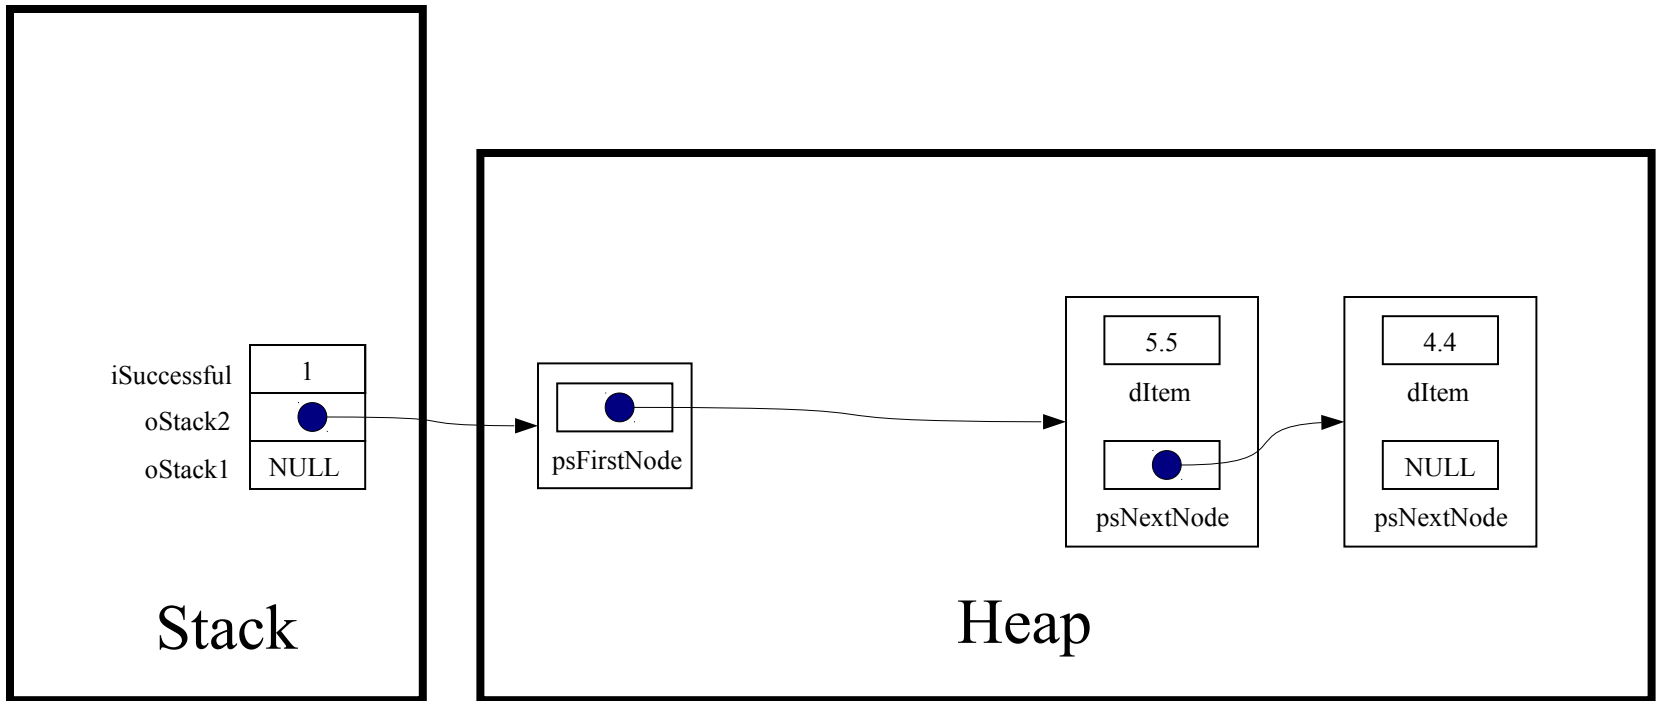 iSuccessful 1
oStack2
oStack1 NULL
Stack
psFirstNode
5.5
dItem
psNextNode
4.4
dItem
NULL
psNextNode
Heap